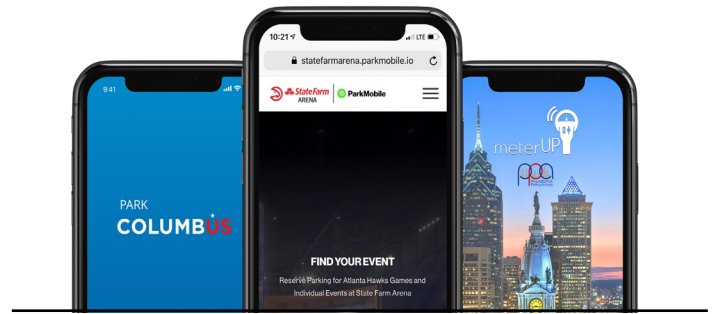 9:41
PARK
COLUMBUS
10:21
LTE
statefarmarena.parkmobile.io
State Farm
ARENA
ParkMobile
FIND YOUR EVENT
Reserve Parking for Atlanta Hawks Games and
Individual Events at State Farm Arena
meterUP
PPA